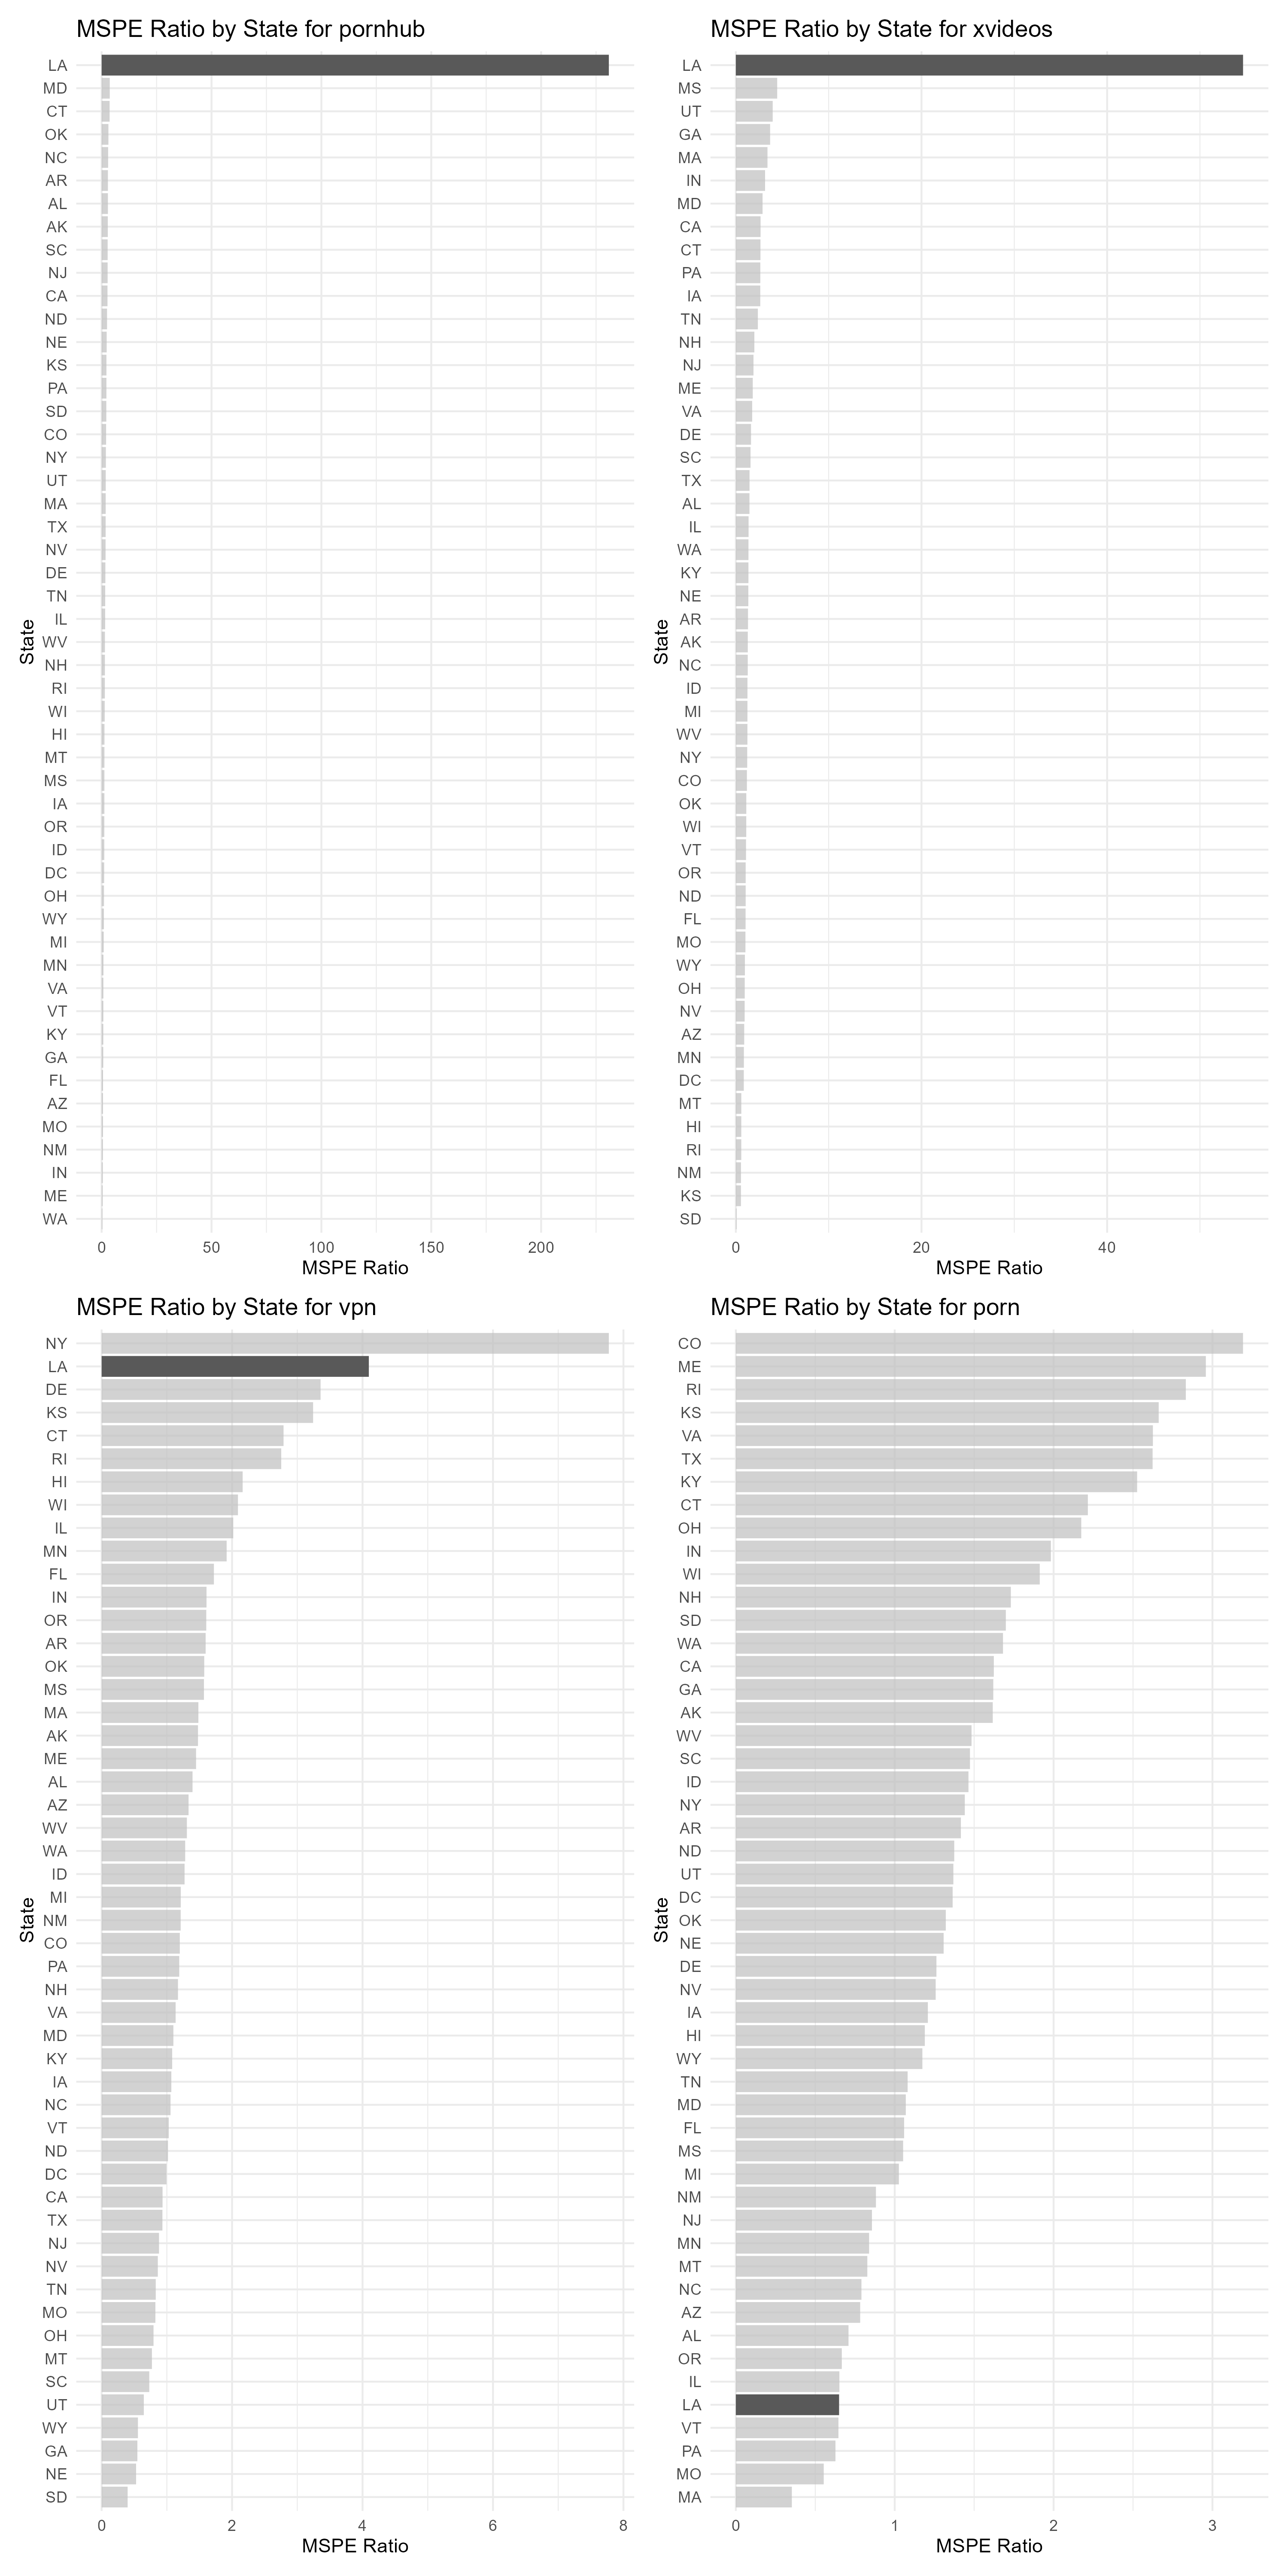 MSPE Ratio by State for pornhub
LA
MD
CT
OK
NC
AR
AL
AK
SC
NJ
CA
ND
NE
KS
PA
SD
CO
NY
UT
MA
TX
NV
DE
TN
IL
WV
NH
RI
WI
HI
MT
MS
IA
OR
ID
DC
OH
WY
MI
MN
VA
VT
KY
GA
FL
AZ
MO
NM
IN
ME
WA
State
0 50 100 150 200
MSPE Ratio
MSPE Ratio by State for xvideos
LA
MS
UT
GA
MA
IN
MD
CA
CT
PA
IA
TN
NH
NJ
ME
VA
DE
SC
TX
AL
IL
WA
KY
NE
AR
AK
NC
ID
MI
WV
NY
CO
OK
WI
VT
OR
ND
FL
MO
WY
OH
NV
AZ
MN
DC
MT
HI
RI
NM
KS
SD
State
0 20 40
MSPE Ratio
MSPE Ratio by State for vpn
NY
LA
DE
KS
CT
RI
HI
WI
IL
MN
FL
IN
OR
AR
OK
MS
MA
AK
ME
AL
AZ
WV
WA
ID
MI
NM
CO
PA
NH
VA
MD
KY
IA
NC
VT
ND
DC
CA
TX
NJ
NV
TN
MO
OH
MT
SC
UT
WY
GA
NE
SD
State
0 2 4 6 8
MSPE Ratio
MSPE Ratio by State for porn
CO
ME
RI
KS
VA
TX
KY
CT
OH
IN
WI
NH
SD
WA
CA
GA
AK
WV
SC
ID
NY
AR
ND
UT
DC
OK
NE
DE
NV
IA
HI
WY
TN
MD
FL
MS
MI
NM
NJ
MN
MT
NC
AZ
AL
OR
IL
LA
VT
PA
MO
MA
State
0 1 2 3
MSPE Ratio